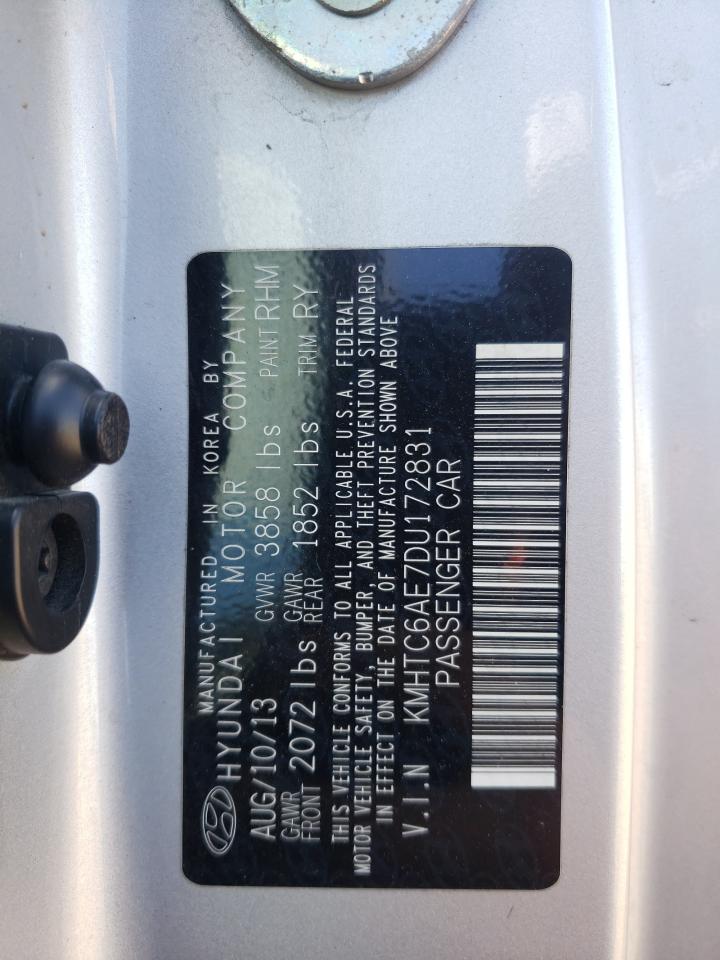 MANUFACTURED IN KOREA BY
HYUNDAI MOTOR COMPANY
AUG/10/13 GVWR 3858 lbs PAINT RHM
GAWR FRONT 2072 lbs GAWR REAR 1852 lbs TRIM RY
THIS VEHICLE CONFORMS TO ALL APPLICABLE U.S.A. FEDERAL
MOTOR VEHICLE SAFETY, BUMPER, AND THEFT PREVENTION STANDARDS
IN EFFECT ON THE DATE OF MANUFACTURE SHOWN ABOVE
V.I.N KMHTC6AE7DU172831
PASSENGER CAR